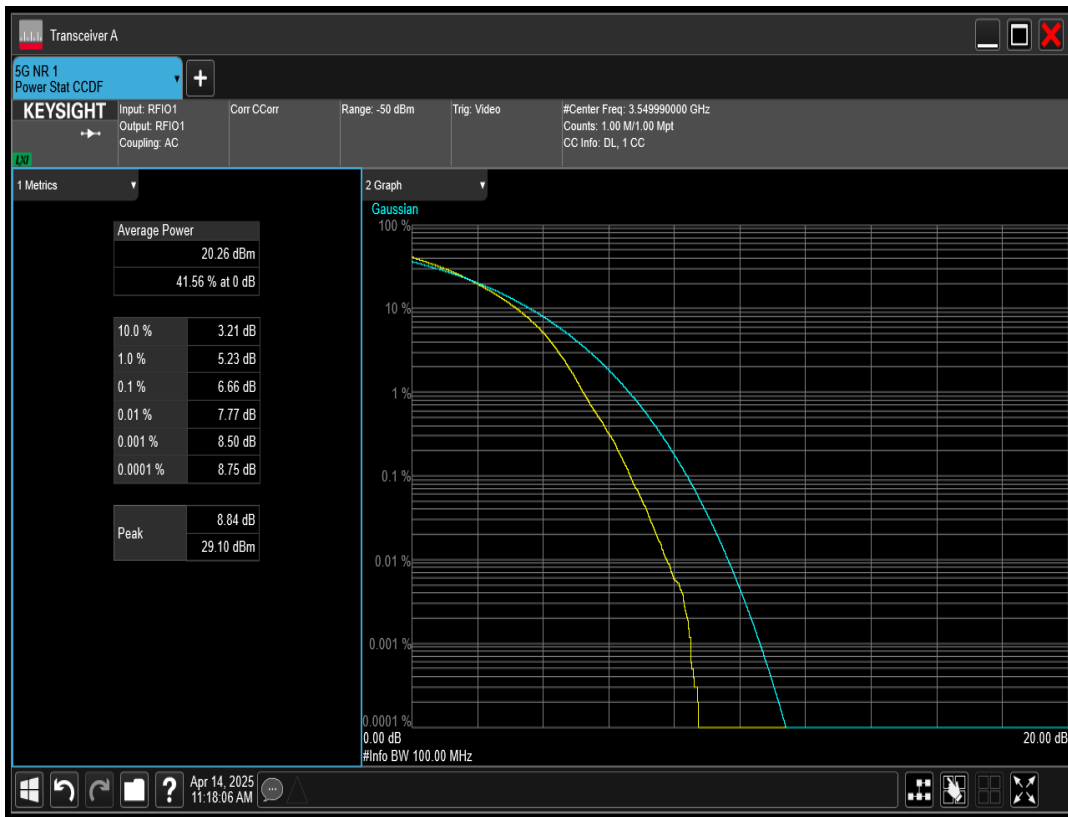 Transceiver A
5G NR 1
Power Stat CCDF
+
KEYSIGHT
LXI
Input: RFIO1
Output: RFIO1
Coupling: AC
Corr CCorr
Range: -50 dBm
Trig: Video
#Center Freq: 3.549990000 GHz
Counts: 1.00 M/1.00 Mpt
CC Info: DL, 1 CC
1 Metrics
Average Power
20.26 dBm
41.56 % at 0 dB
10.0 % 3.21 dB
1.0 % 5.23 dB
0.1 % 6.66 dB
0.01 % 7.77 dB
0.001 % 8.50 dB
0.0001 % 8.75 dB
Peak
8.84 dB
29.10 dBm
2 Graph
Gaussian
100 %
10 %
1 %
0.1 %
0.01 %
0.001 %
0.0001 %
0.00 dB
20.00 dB
#Info BW 100.00 MHz
?
Apr 14, 2025
11:18:06 AM